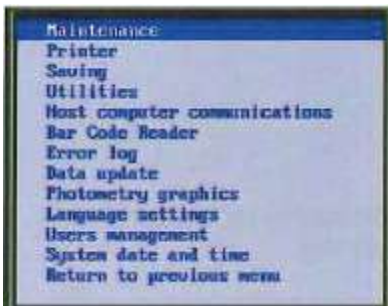 Maintenance
Printer
Saving
Utilities
Host computer communications
Bar Code Reader
Error log
Data update
Photometry graphics
Language settings
Users management
System date and time
Return to previous menu